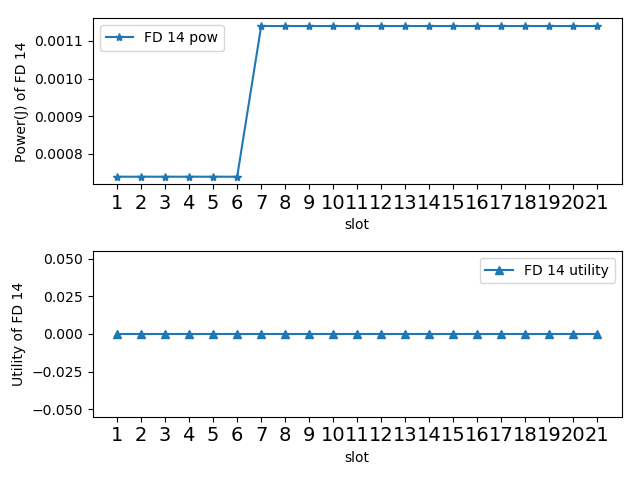 0.0011
0.0010
0.0009
0.0008
Power(J) of FD 14
FD 14 pow
1 2 3 4 5 6 7 8 9 10 11 12 13 14 15 16 17 18 19 20 21
slot
0.050
0.025
0.000
−0.025
−0.050
Utility of FD 14
FD 14 utility
1 2 3 4 5 6 7 8 9 10 11 12 13 14 15 16 17 18 19 20 21
slot